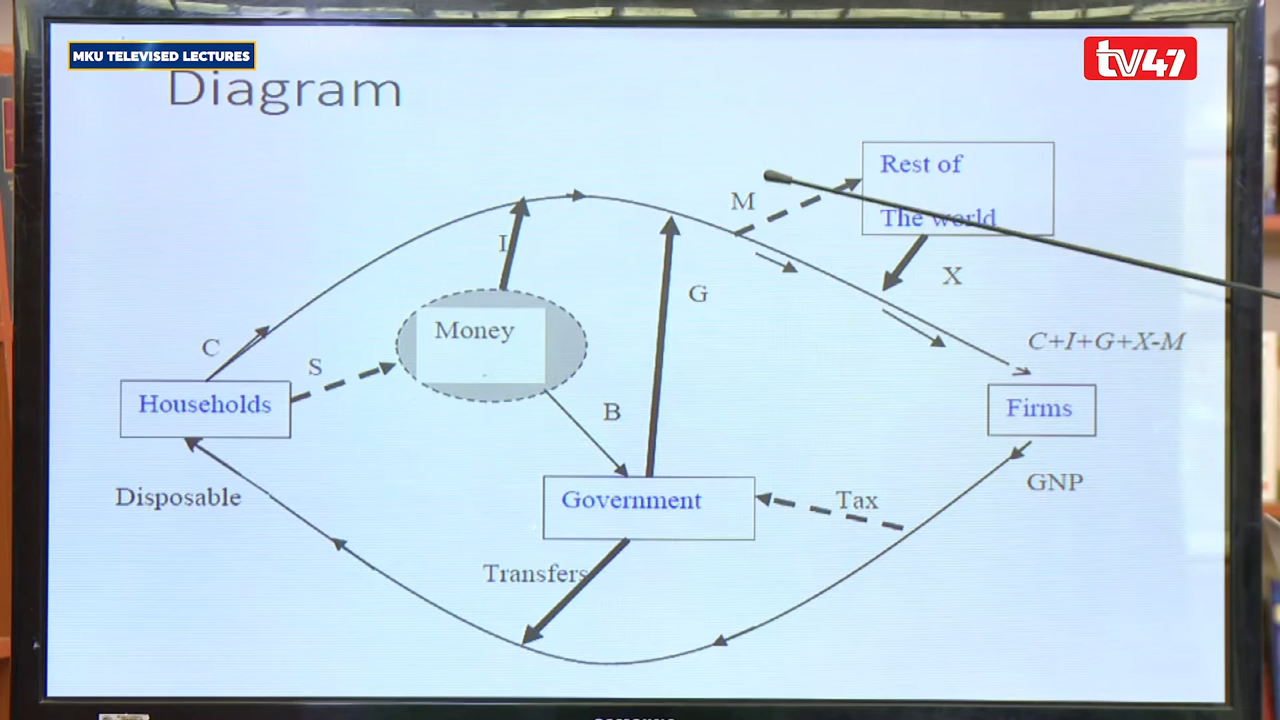 MKU TELEVISED LECTURES
tv47
Diagram
Rest of
The world
M
I
X
G
Money
C+I+G+X-M
C
S
Households
Firms
B
GNP
Disposable
Government
Tax
Transfers